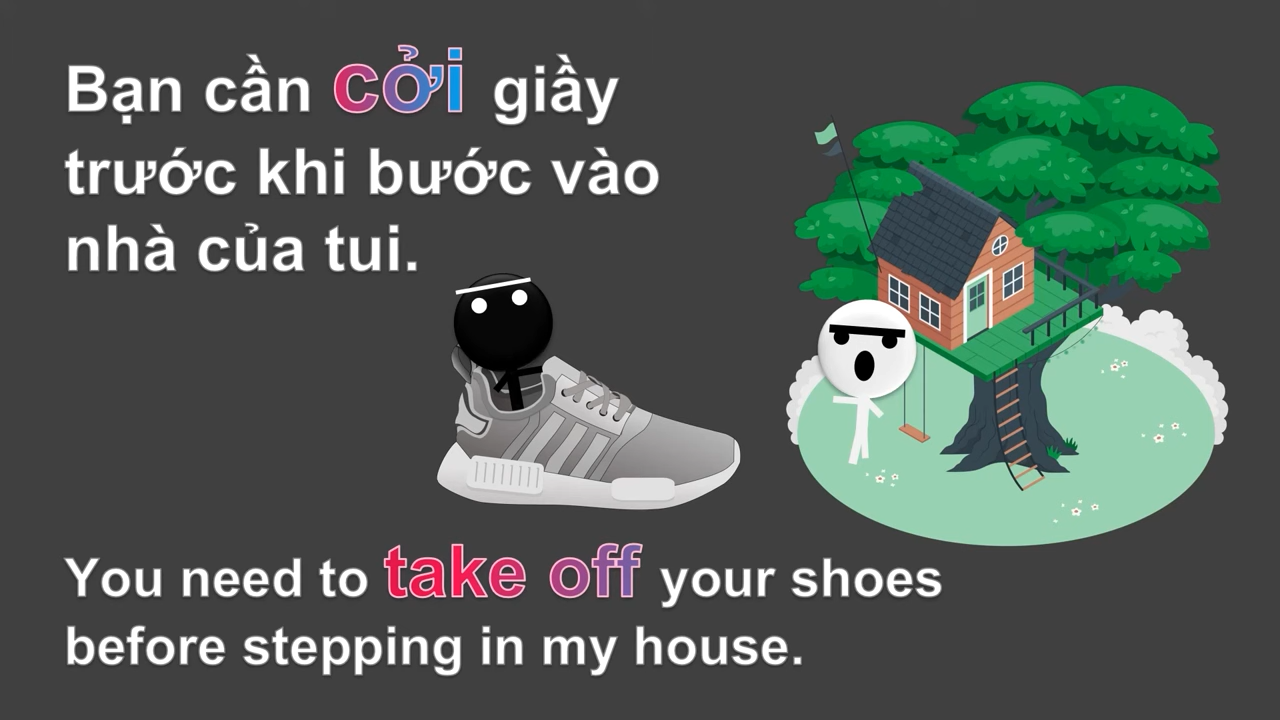 Bạn cần cởi giầy
trước khi bước vào
nhà của tui.
You need to take off your shoes
before stepping in my house.